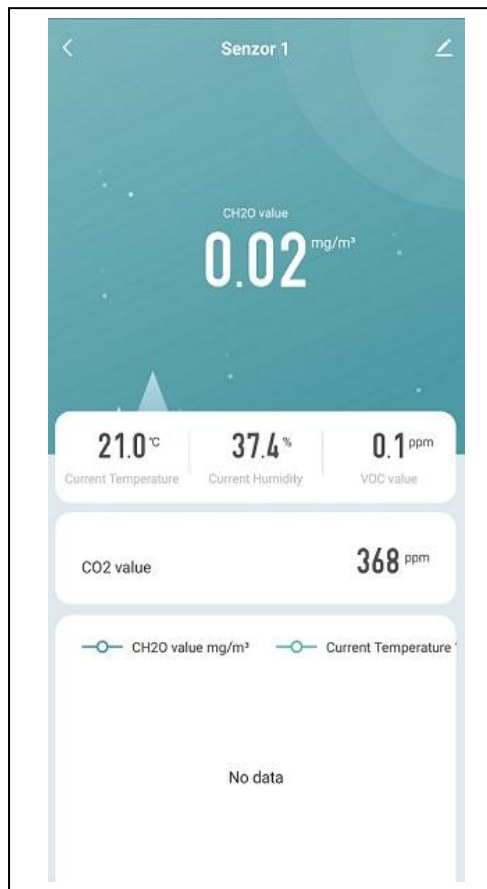 Senzor 1
CH2O value
0.02 mg/m³
21.0 °C 37.4 % 0.1 ppm
Current Temperature Current Humidity VOC value
CO2 value 368 ppm
CH2O value mg/m³ Current Temperature
No data